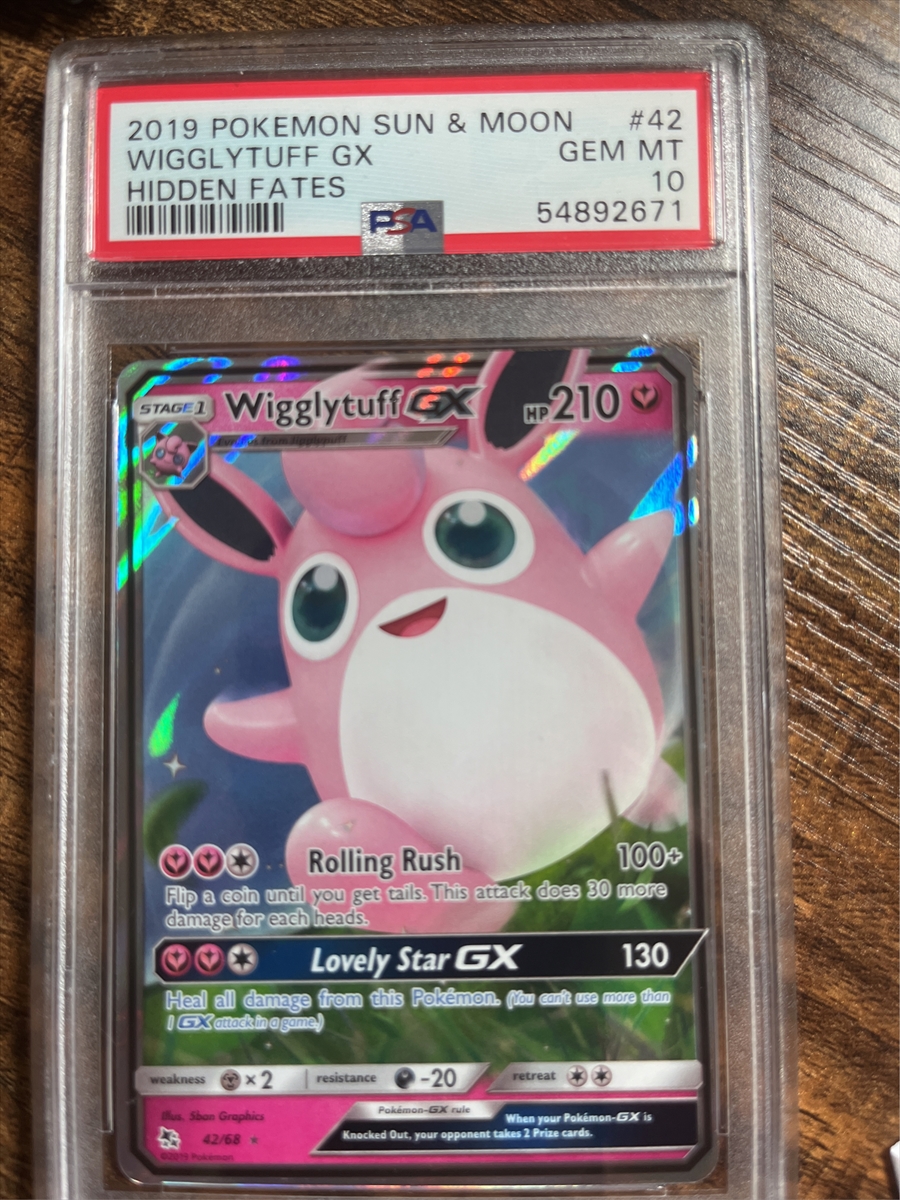 2019 POKEMON SUN & MOON #42
WIGGLYTUFF GX GEM MT
HIDDEN FATES 10
PSA 54892671
STAGE 1 Wigglytuff GX HP 210
Evolves from Jigglypuff
Rolling Rush 100+
Flip a coin until you get tails. This attack does 30 more
damage for each heads.
Lovely Star GX 130
Heal all damage from this Pokémon. (You can't use more than
1 GX attack in a game.)
weakness ×2 resistance -20 retreat
Illus. 5ban Graphics Pokémon-GX rule When your Pokémon-GX is
42/68 Knocked Out, your opponent takes 2 Prize cards.
©2019 Pokémon